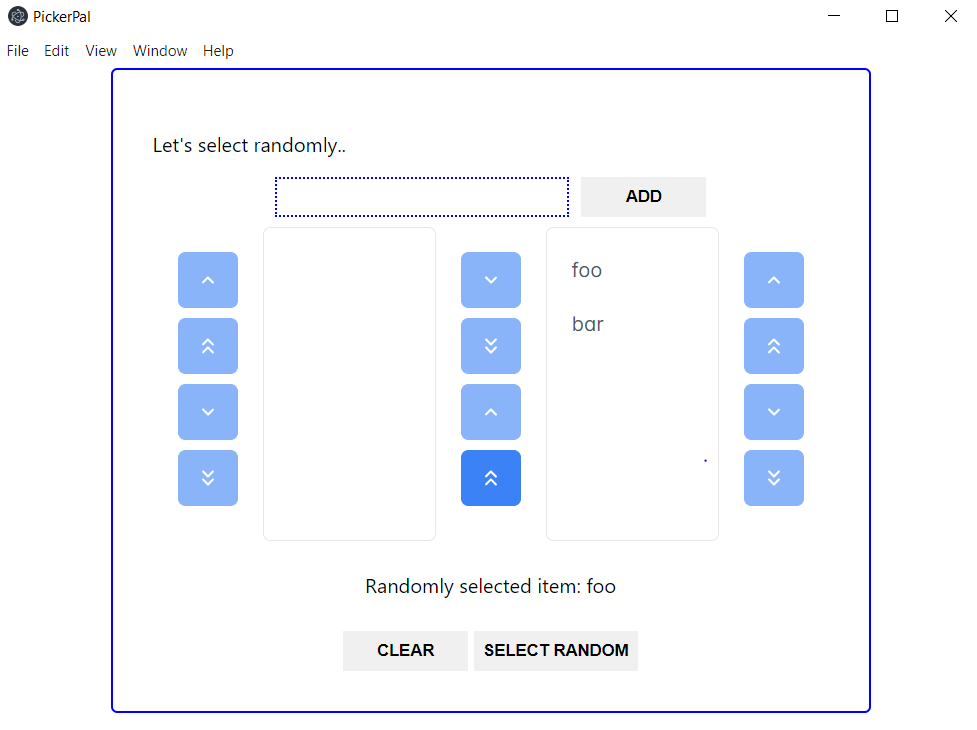 PickerPal
File Edit View Window Help
Let's select randomly..
ADD
foo
bar
Randomly selected item: foo
CLEAR SELECT RANDOM